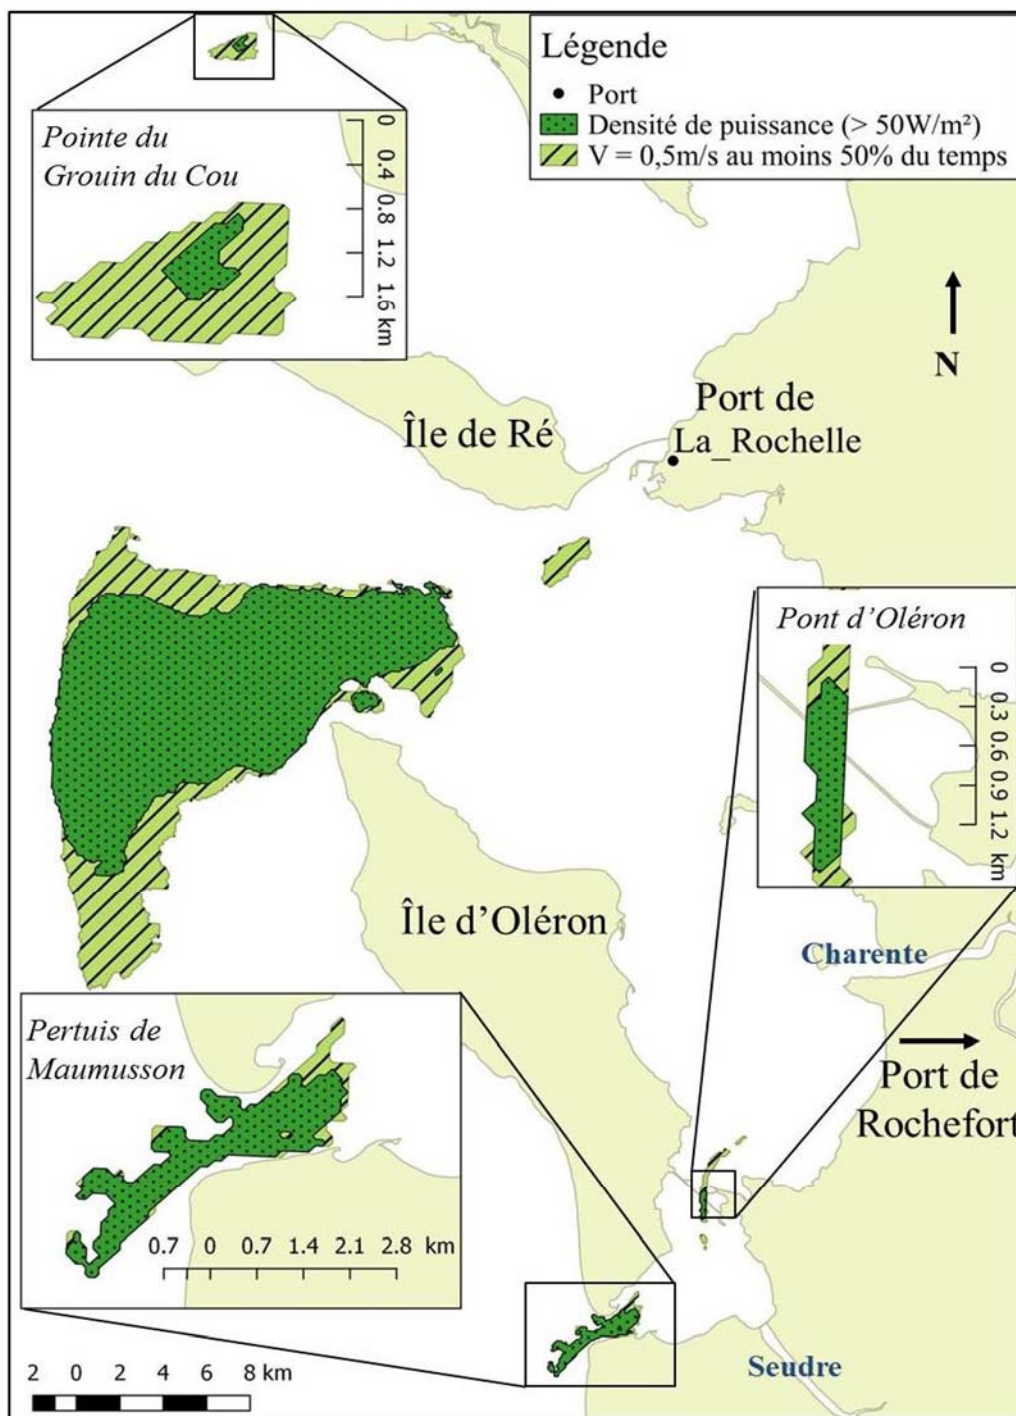 Légende
Port
Densité de puissance (> 50W/m²)
V = 0,5m/s au moins 50% du temps
Pointe du
Grouin du Cou
0
0.4
0.8
1.2
1.6 km
N
Île de Ré
Port de
La_Rochelle
Pont d’Oléron
0
0.3
0.6
0.9
1.2 km
Île d’Oléron
Charente
Pertuis de
Maumusson
0.7 0 0.7 1.4 2.1 2.8 km
Port de
Rochefort
Seudre
2 0 2 4 6 8 km